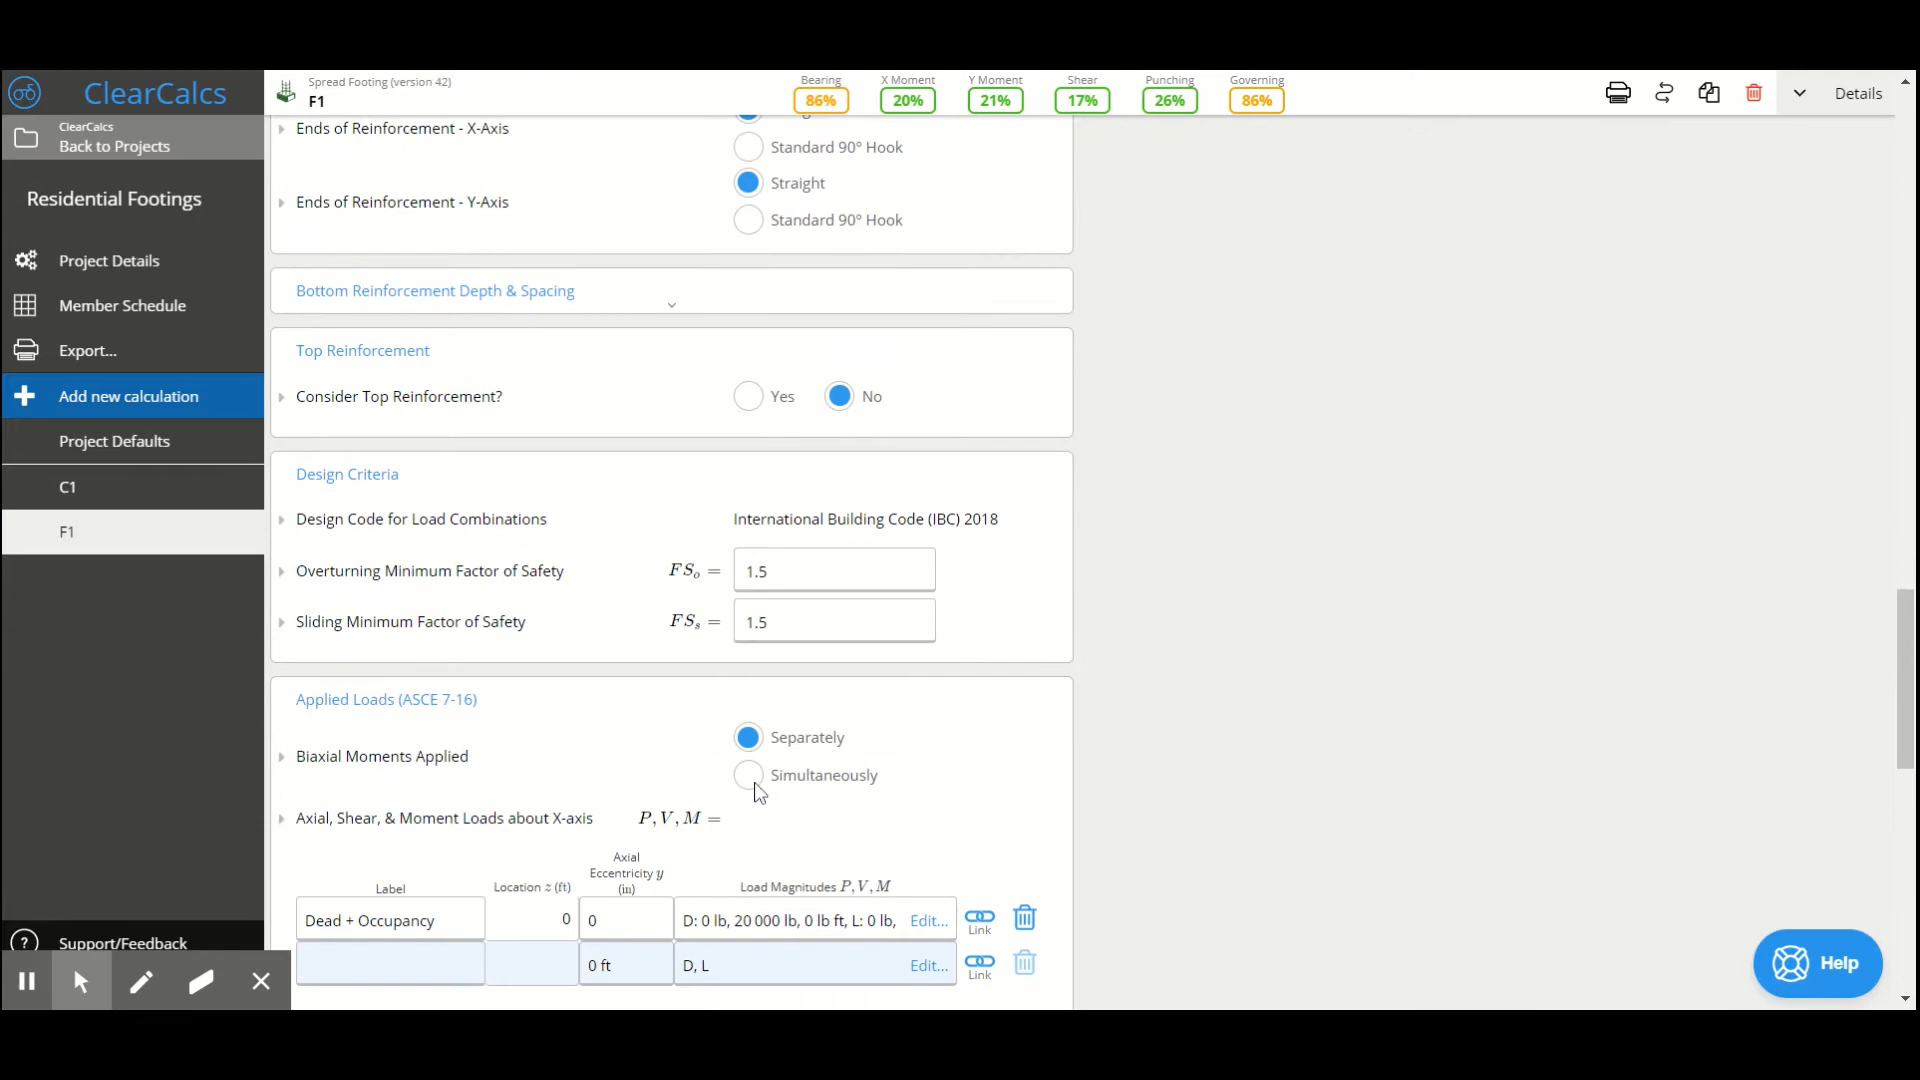 ClearCalcs
Spread Footing (version 42)
F1
Bearing
86%
X Moment
20%
Y Moment
21%
Shear
17%
Punching
26%
Governing
86%
Details
ClearCalcs
Back to Projects
Residential Footings
Project Details
Member Schedule
Export...
Add new calculation
Project Defaults
C1
F1
? Support/Feedback
Ends of Reinforcement - X-Axis
Standard 90° Hook
Ends of Reinforcement - Y-Axis
Straight
Standard 90° Hook
Bottom Reinforcement Depth & Spacing
Top Reinforcement
Consider Top Reinforcement?
Yes
No
Design Criteria
Design Code for Load Combinations
International Building Code (IBC) 2018
Overturning Minimum Factor of Safety FSₒ = 1.5
Sliding Minimum Factor of Safety FSₛ = 1.5
Applied Loads (ASCE 7-16)
Biaxial Moments Applied
Separately
Simultaneously
Axial, Shear, & Moment Loads about X-axis P, V, M =
Label
Location z (ft)
Axial
Eccentricity y
(in)
Load Magnitudes P, V, M
Dead + Occupancy 0 0 D: 0 lb, 20 000 lb, 0 lb ft, L: 0 lb, Edit... Link
0 ft D, L Edit... Link
Help